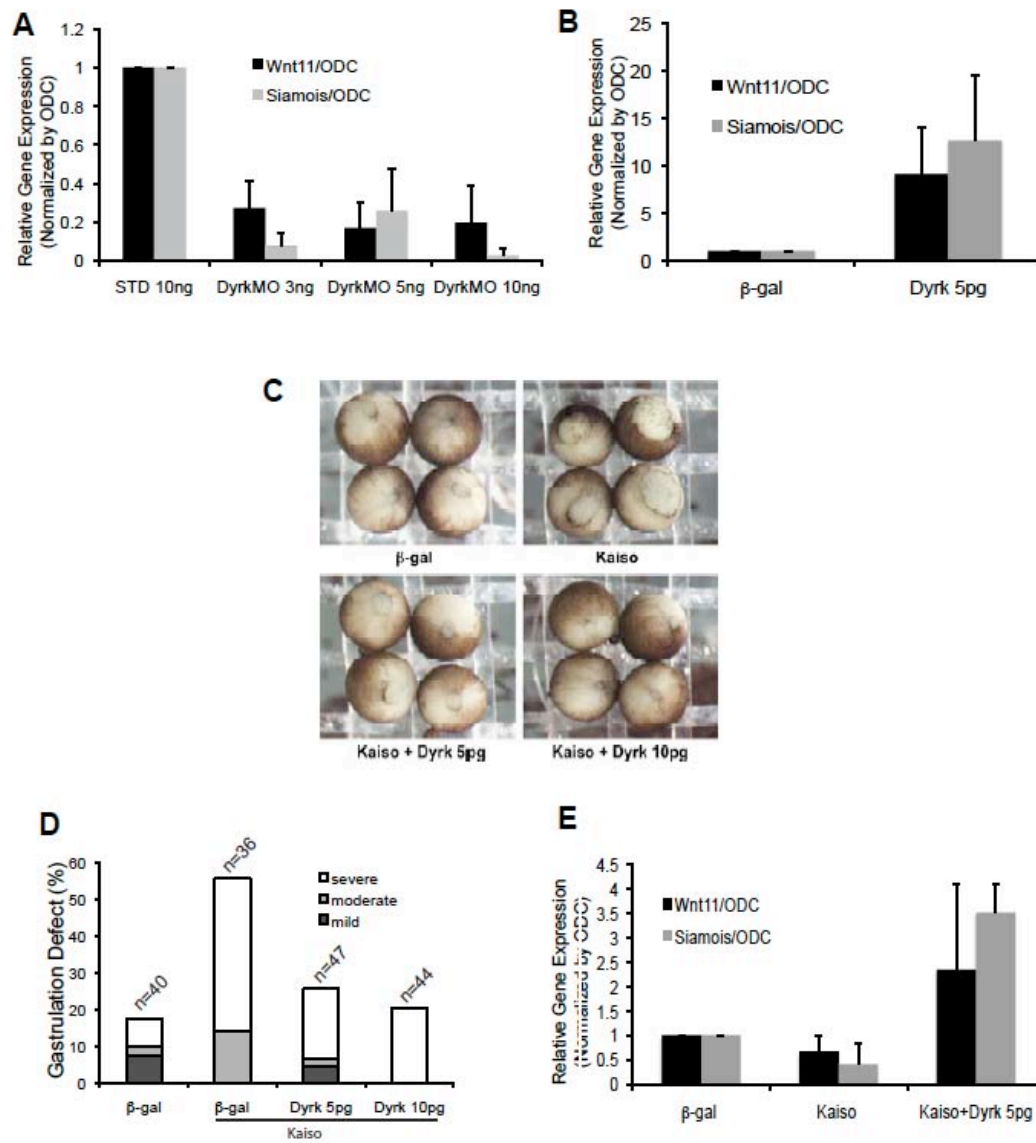 A
Relative Gene Expression
(Normalized by ODC)
1.2
1
0.8
0.6
0.4
0.2
0
Wnt11/ODC
Siamois/ODC
STD 10ng DyrkMO 3ng DyrkMO 5ng DyrkMO 10ng
B
Relative Gene Expression
(Normalized by ODC)
25
20
15
10
5
0
Wnt11/ODC
Siamois/ODC
β-gal Dyrk 5pg
C
β-gal Kaiso
Kaiso + Dyrk 5pg Kaiso + Dyrk 10pg
D
Gastrulation Defect (%)
60
50
40
30
20
10
0
n=40 n=36 n=47 n=44
severe
moderate
mild
β-gal β-gal Dyrk 5pg Dyrk 10pg
Kaiso
E
Relative Gene Expression
(Normalized by ODC)
4.5
4
3.5
3
2.5
2
1.5
1
0.5
0
Wnt11/ODC
Siamois/ODC
β-gal Kaiso Kaiso+Dyrk 5pg